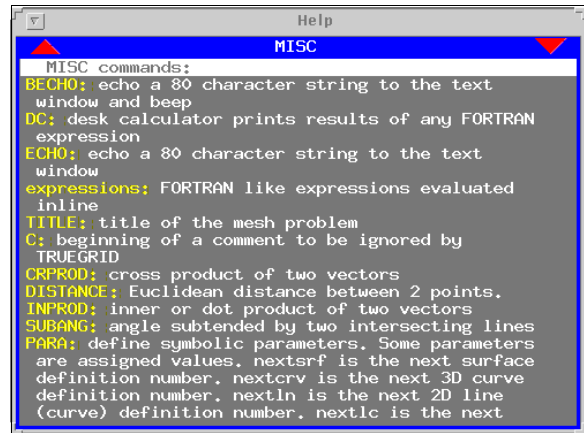 Help
MISC
MISC commands:
BECHO: echo a 80 character string to the text
window and beep
DC: desk calculator prints results of any FORTRAN
expression
ECHO: echo a 80 character string to the text
window
expressions: FORTRAN like expressions evaluated
inline
TITLE: title of the mesh problem
C: beginning of a comment to be ignored by
TRUEGRID
CRPROD: cross product of two vectors
DISTANCE: Euclidean distance between 2 points.
INPROD: inner or dot product of two vectors
SUBANG: angle subtended by two intersecting lines
PARA: define symbolic parameters. Some parameters
are assigned values. nextsrf is the next surface
definition number. nextcrv is the next 3D curve
definition number. nextln is the next 2D line
(curve) definition number. nextlc is the next